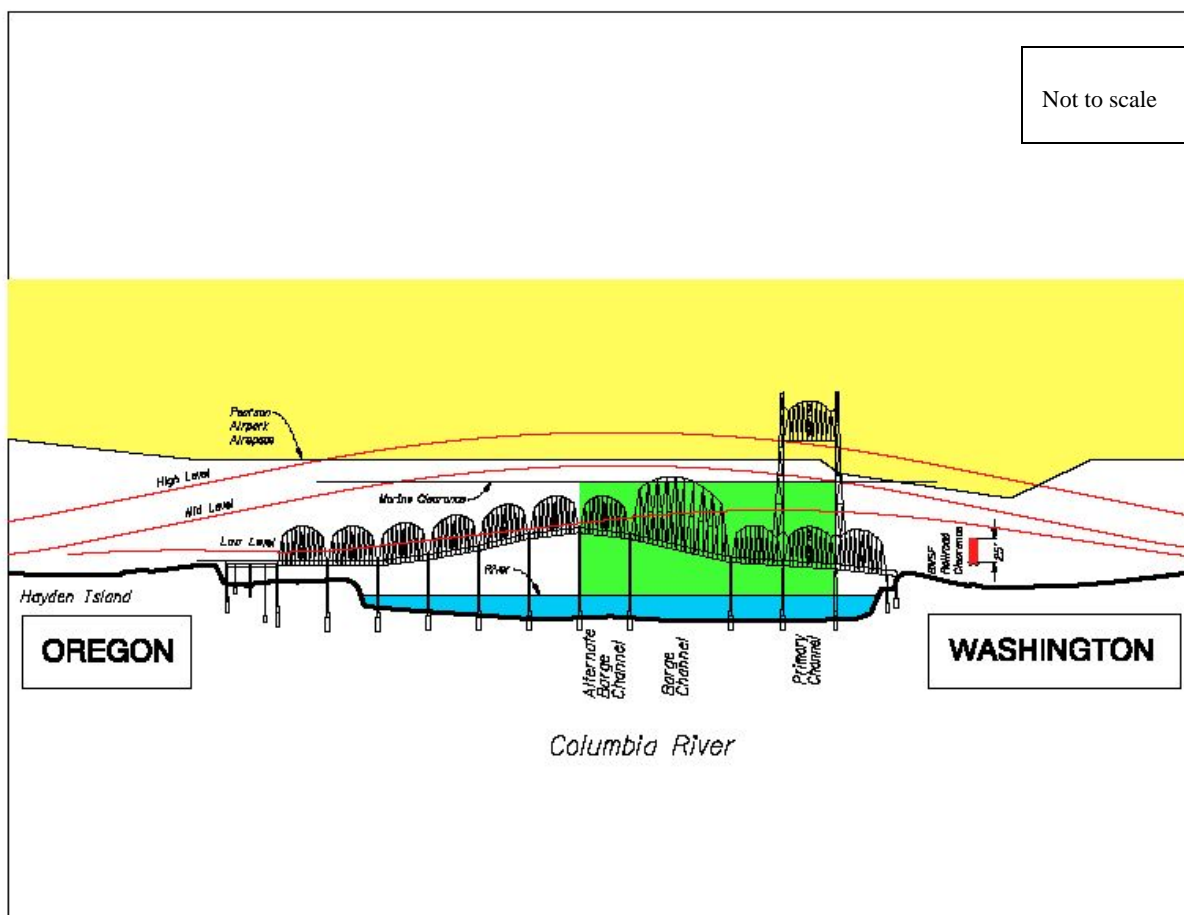 Not to scale
Pearson
Airpark
Airspace
High Level
Mid Level
Marine Clearance
Low Level
River
BNSF
Railroad
Clearance
25'
Hayden Island
OREGON
WASHINGTON
Alternate
Barge
Channel
Barge
Channel
Primary
Channel
Columbia River